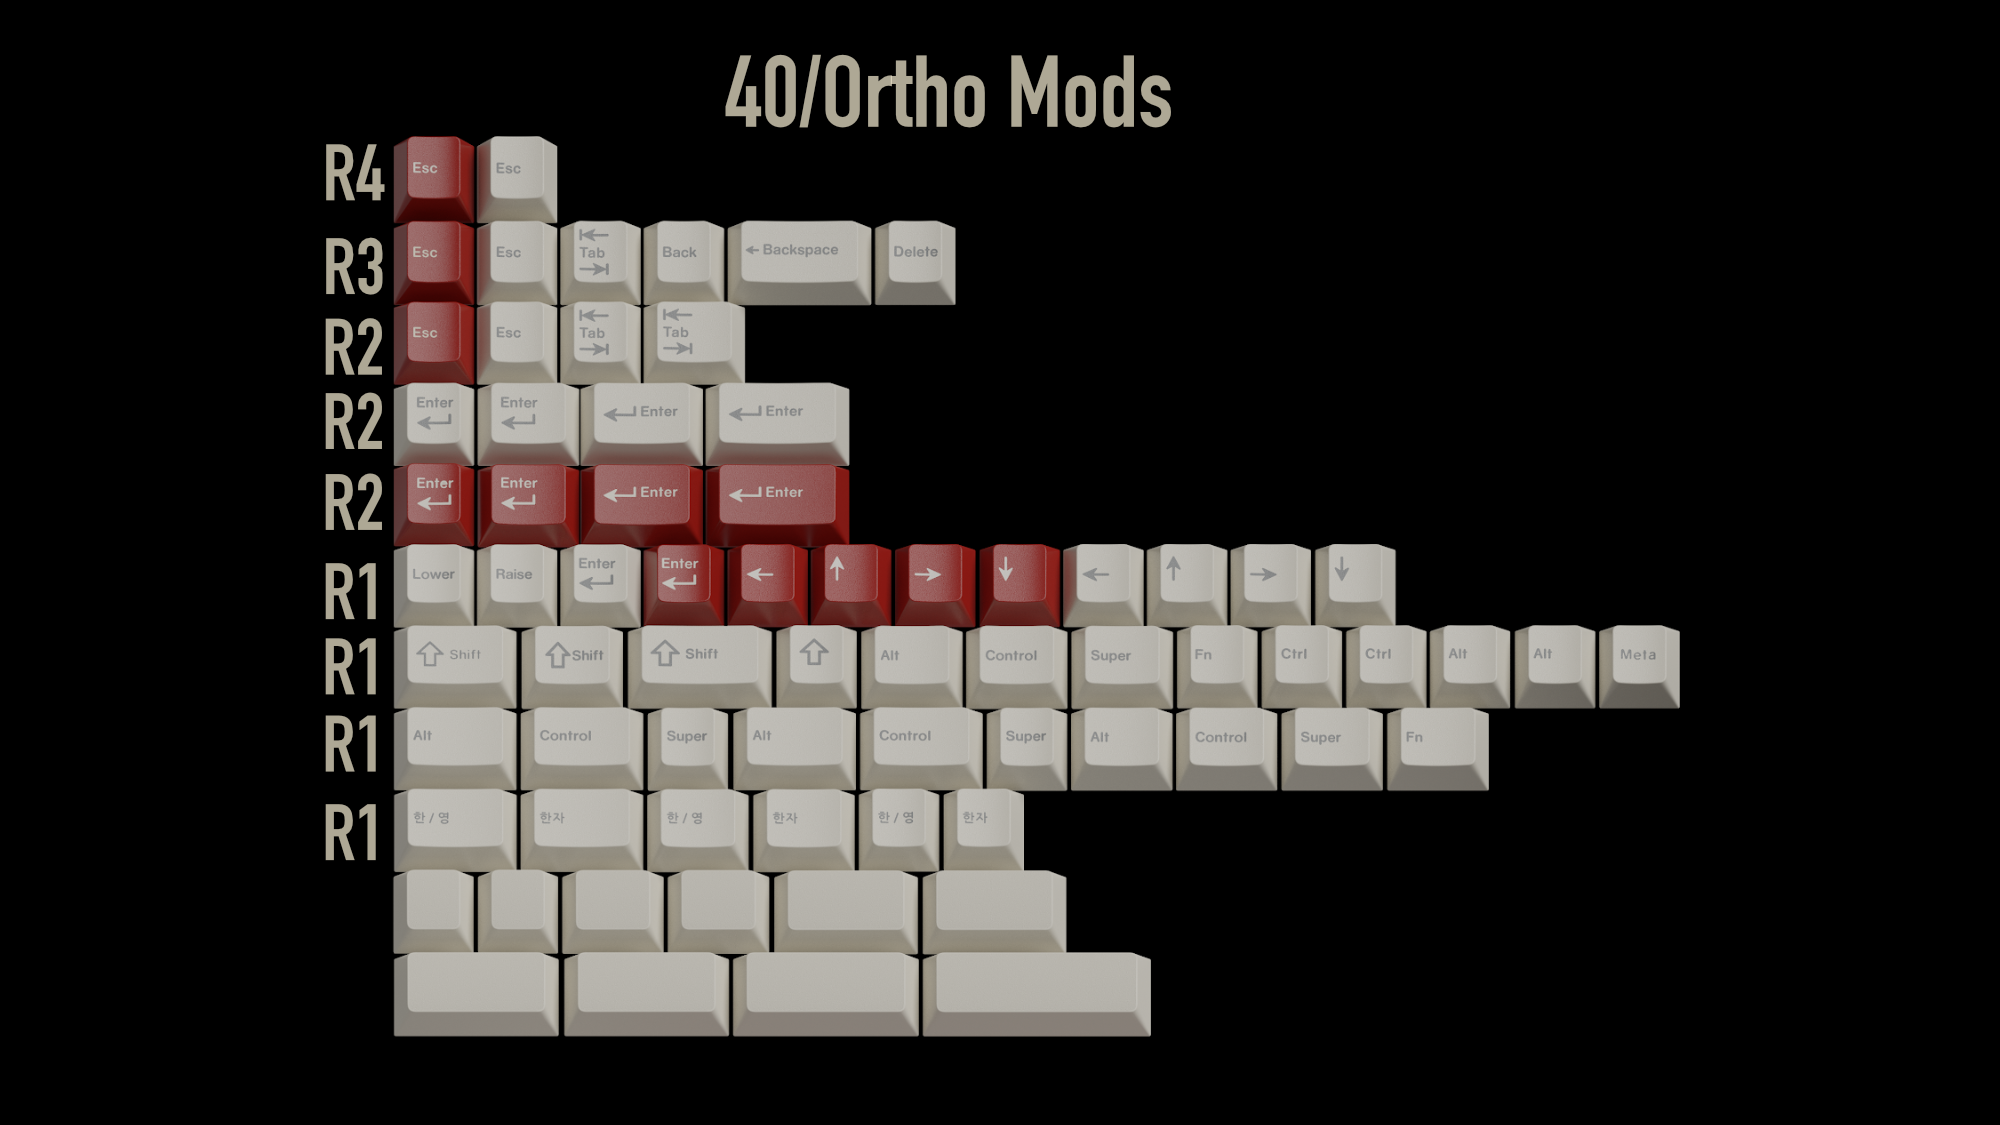 40/Ortho Mods
R4 Esc Esc
R3 Esc Esc Tab Back ← Backspace Delete
R2 Esc Esc Tab Tab
R2 Enter Enter Enter Enter
R2 Enter Enter Enter Enter
R1 Lower Raise Enter Enter ← ↑ → ↓ ← ↑ → ↓
R1 Shift Shift Shift Alt Control Super Fn Ctrl Ctrl Alt Alt Meta
R1 Alt Control Super Alt Control Super Alt Control Super Fn
R1 한 / 영 한자 한 / 영 한자 한 / 영 한자